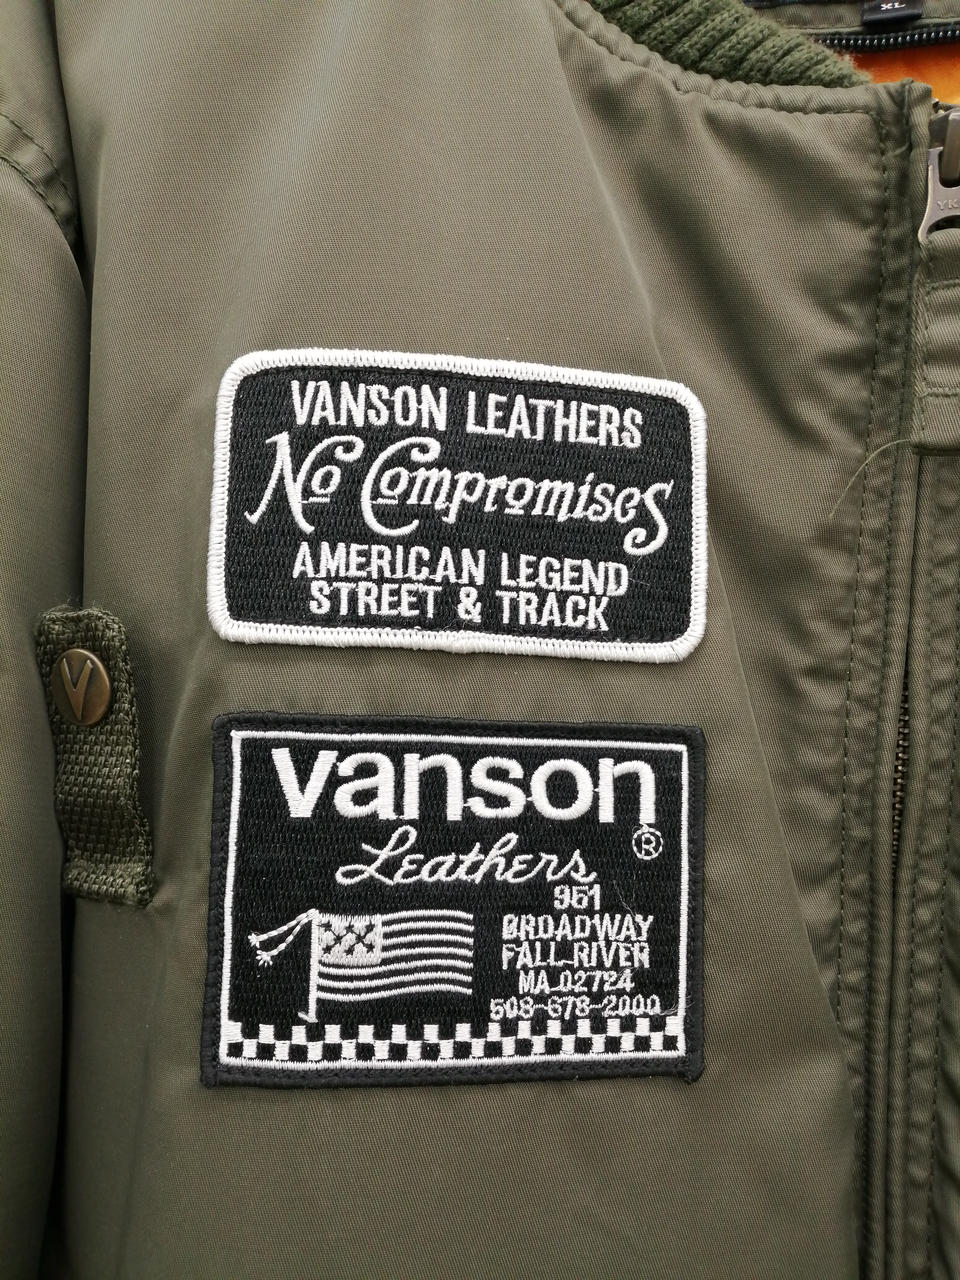 XL
YK
VANSON LEATHERS
No Compromises
AMERICAN LEGEND
STREET & TRACK
V
vanson
®
Leathers
951
BROADWAY
FALL RIVER
MA 02724
508-678-2000